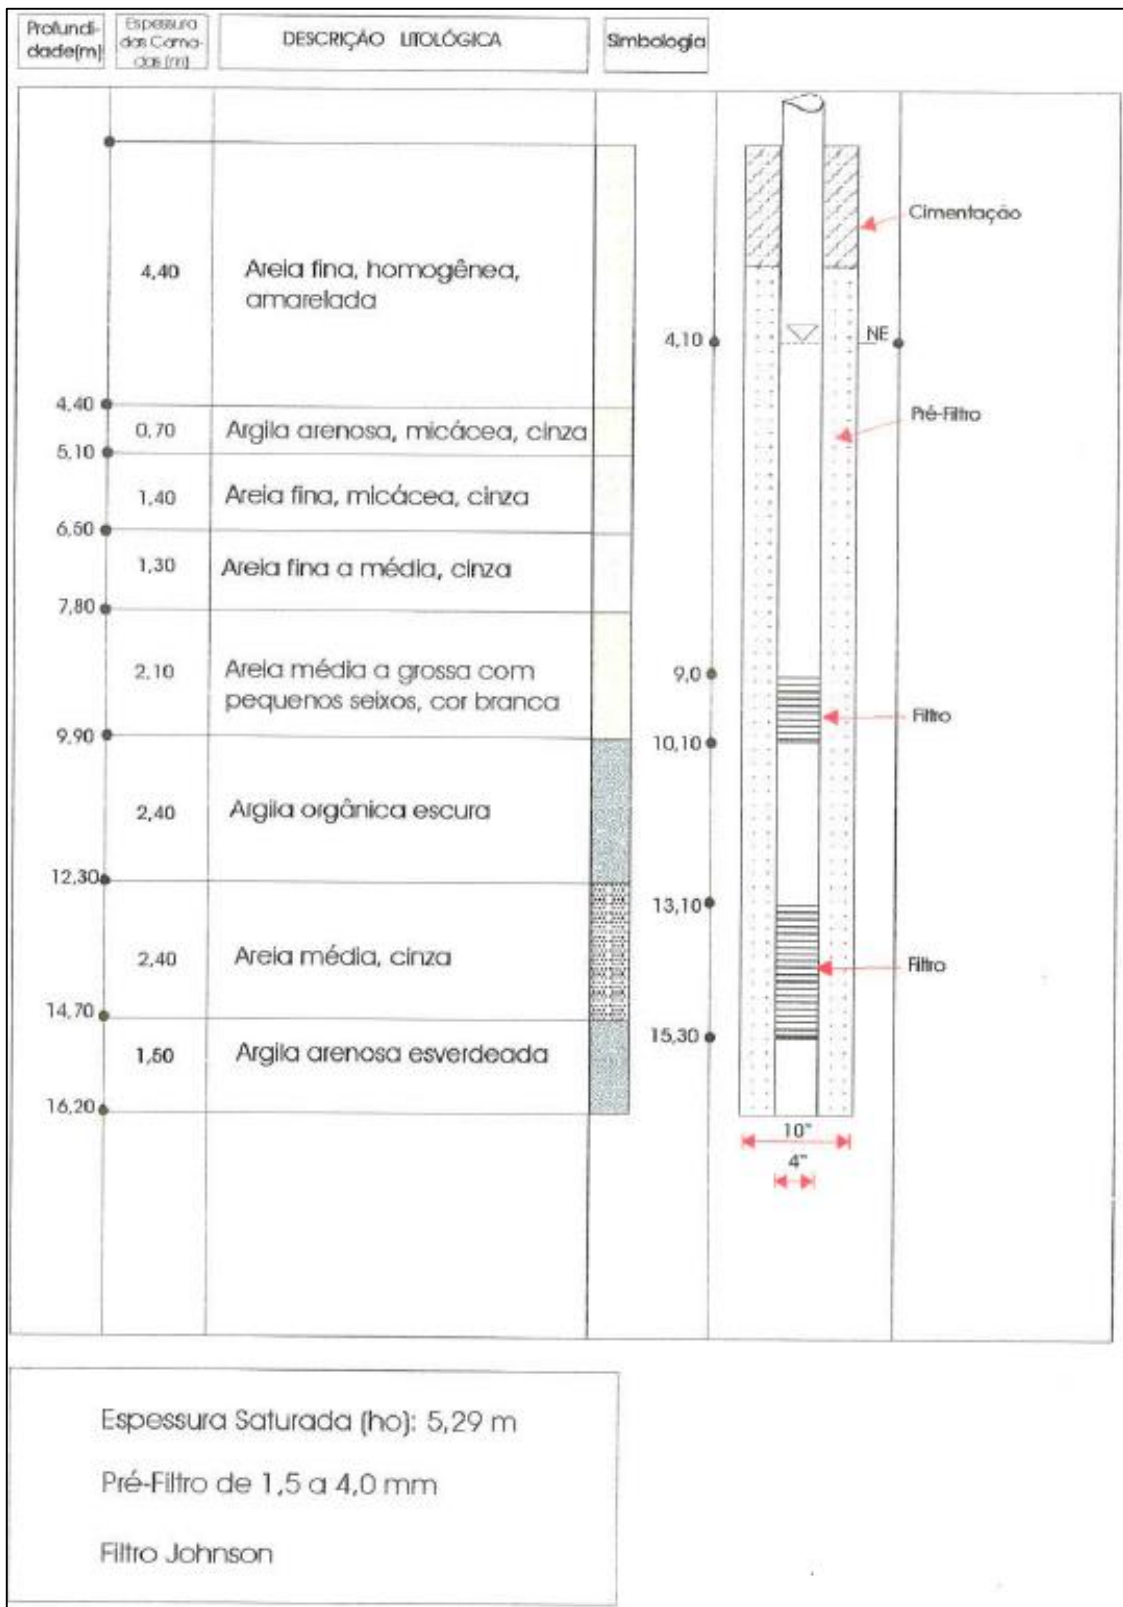 Profundi-
dade(m)
Espessura
das Cama-
das (m)
DESCRIÇÃO LITOLÓGICA
Simbologia
Cimentação
4,40
Areia fina, homogênea,
amarelada
4,10
NE
4,40
0,70
Argila arenosa, micácea, cinza
Pré-Filtro
5,10
1,40
Areia fina, micácea, cinza
6,50
1,30
Areia fina a média, cinza
7,80
2,10
Areia média a grossa com
pequenos seixos, cor branca
9,0
Filtro
9,90
10,10
2,40
Argila orgânica escura
12,30
13,10
2,40
Areia média, cinza
Filtro
14,70
15,30
1,50
Argila arenosa esverdeada
16,20
10"
4"
Espessura Saturada (ho): 5,29 m
Pré-Filtro de 1,5 a 4,0 mm
Filtro Johnson